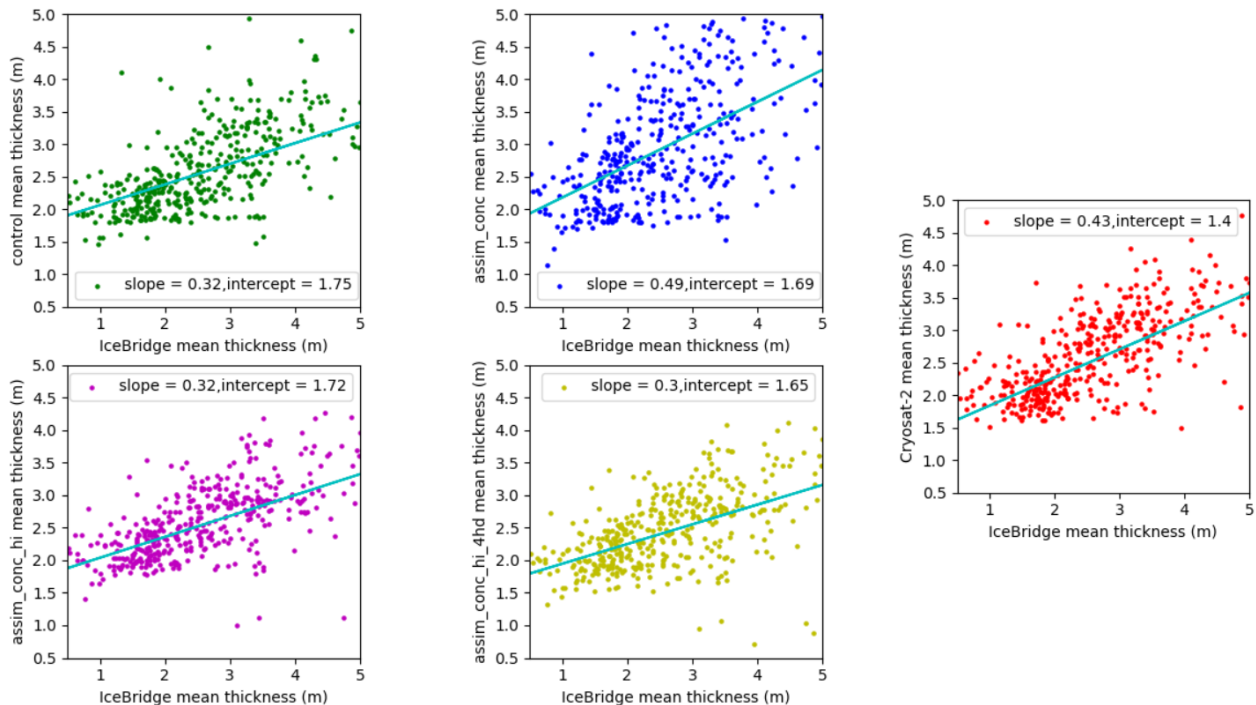 5.0
4.5
4.0
3.5
3.0
2.5
2.0
1.5
1.0
0.5
control mean thickness (m)
slope = 0.32,intercept = 1.75
1 2 3 4 5
IceBridge mean thickness (m)
5.0
4.5
4.0
3.5
3.0
2.5
2.0
1.5
1.0
0.5
assim_conc mean thickness (m)
slope = 0.49,intercept = 1.69
1 2 3 4 5
IceBridge mean thickness (m)
5.0
4.5
4.0
3.5
3.0
2.5
2.0
1.5
1.0
0.5
assim_conc_hi mean thickness (m)
slope = 0.32,intercept = 1.72
1 2 3 4 5
IceBridge mean thickness (m)
5.0
4.5
4.0
3.5
3.0
2.5
2.0
1.5
1.0
0.5
assim_conc_hi_4hd mean thickness (m)
slope = 0.3,intercept = 1.65
1 2 3 4 5
IceBridge mean thickness (m)
5.0
4.5
4.0
3.5
3.0
2.5
2.0
1.5
1.0
0.5
Cryosat-2 mean thickness (m)
slope = 0.43,intercept = 1.4
1 2 3 4 5
IceBridge mean thickness (m)